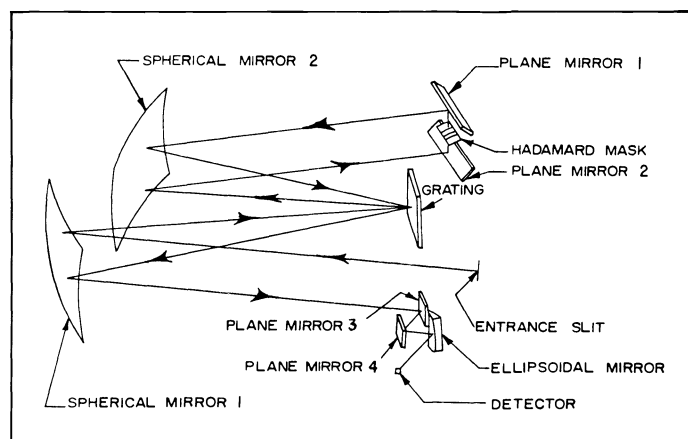 SPHERICAL MIRROR 2
PLANE MIRROR 1
HADAMARD MASK
PLANE MIRROR 2
GRATING
PLANE MIRROR 3
ENTRANCE SLIT
PLANE MIRROR 4
ELLIPSOIDAL MIRROR
SPHERICAL MIRROR 1
DETECTOR